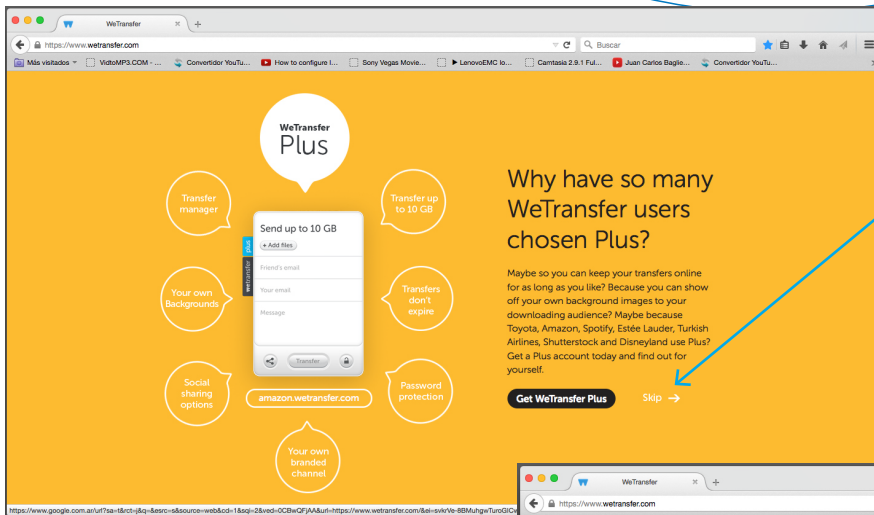 WeTransfer
https://www.wetransfer.com
Buscar
Más visitados
VidtoMP3.COM - ...
Convertidor YouTu...
How to configure I...
Sony Vegas Movie...
▶ LenovoEMC Io...
Camtasia 2.9.1 Ful...
Juan Carlos Baglie...
Convertidor YouTu...
WeTransfer
Plus
Transfer
manager
Transfer up
to 10 GB
Send up to 10 GB
+ Add files
Friend's email
Your email
Message
Transfer
plus
wetransfer
Your own
Backgrounds
Transfers
don't
expire
Social
sharing
options
Password
protection
amazon.wetransfer.com
Your own
branded
channel
Why have so many
WeTransfer users
chosen Plus?
Maybe so you can keep your transfers online
for as long as you like? Because you can show
off your own background images to your
downloading audience? Maybe because
Toyota, Amazon, Spotify, Estée Lauder, Turkish
Airlines, Shutterstock and Disneyland use Plus?
Get a Plus account today and find out for
yourself.
Get WeTransfer Plus
Skip →
WeTransfer
https://www.wetransfer.com